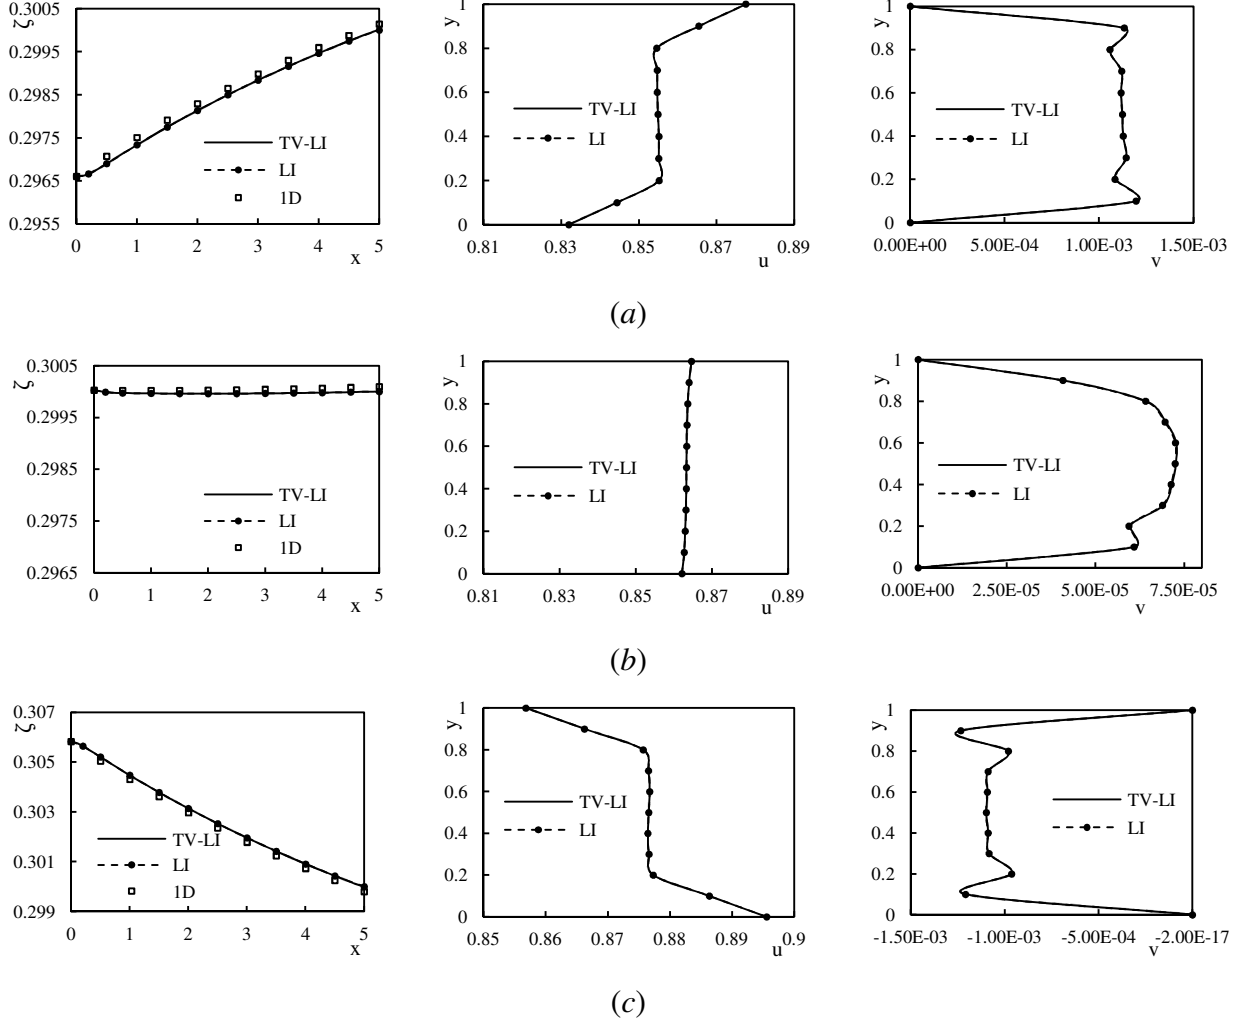 0.3005
0.2995
0.2985
0.2975
0.2965
0.2955
ζ
0 1 2 3 4 5
x
TV-LI
LI
1D
1
0.8
0.6
0.4
0.2
0
y
0.81 0.83 0.85 0.87 0.89
u
TV-LI
LI
1
0.8
0.6
0.4
0.2
0
y
0.00E+00 5.00E-04 1.00E-03 1.50E-03
v
TV-LI
LI
(a)
0.3005
0.2995
0.2985
0.2975
0.2965
ζ
0 1 2 3 4 5
x
TV-LI
LI
1D
1
0.8
0.6
0.4
0.2
0
y
0.81 0.83 0.85 0.87 0.89
u
TV-LI
LI
1
0.8
0.6
0.4
0.2
0
y
0.00E+00 2.50E-05 5.00E-05 7.50E-05
v
TV-LI
LI
(b)
0.307
0.305
0.303
0.301
0.299
ζ
0 1 2 3 4 5
x
TV-LI
LI
1D
1
0.8
0.6
0.4
0.2
0
y
0.85 0.86 0.87 0.88 0.89 0.9
u
TV-LI
LI
1
0.8
0.6
0.4
0.2
0
y
-1.50E-03 -1.00E-03 -5.00E-04 -2.00E-17
v
TV-LI
LI
(c)